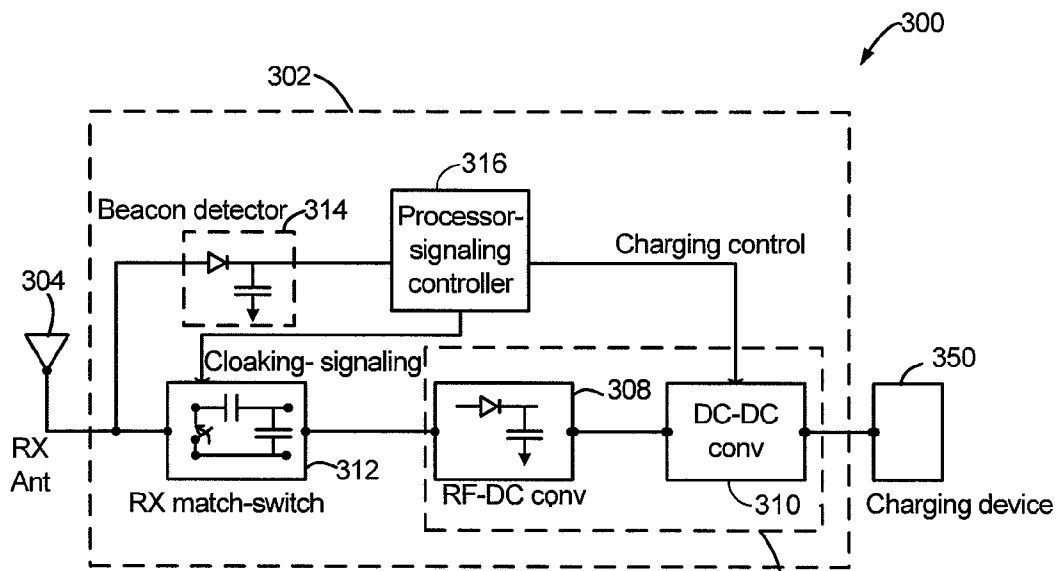 300
302
316
Beacon detector
314
Processor-
signaling
controller
Charging control
304
Cloaking- signaling
308
350
DC-DC
conv
RX
Ant
312
RX match-switch
RF-DC conv
310
Charging device